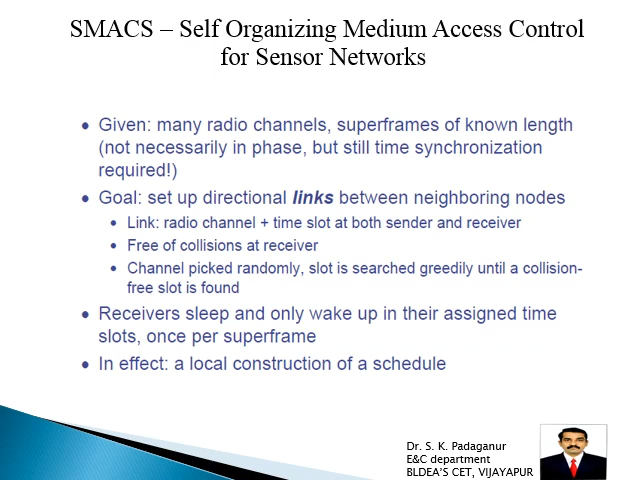 SMACS – Self Organizing Medium Access Control
for Sensor Networks
• Given: many radio channels, superframes of known length
(not necessarily in phase, but still time synchronization
required!)
• Goal: set up directional links between neighboring nodes
• Link: radio channel + time slot at both sender and receiver
• Free of collisions at receiver
• Channel picked randomly, slot is searched greedily until a collision-
free slot is found
• Receivers sleep and only wake up in their assigned time
slots, once per superframe
• In effect: a local construction of a schedule
Dr. S. K. Padaganur
E&C department
BLDEA'S CET, VIJAYAPUR